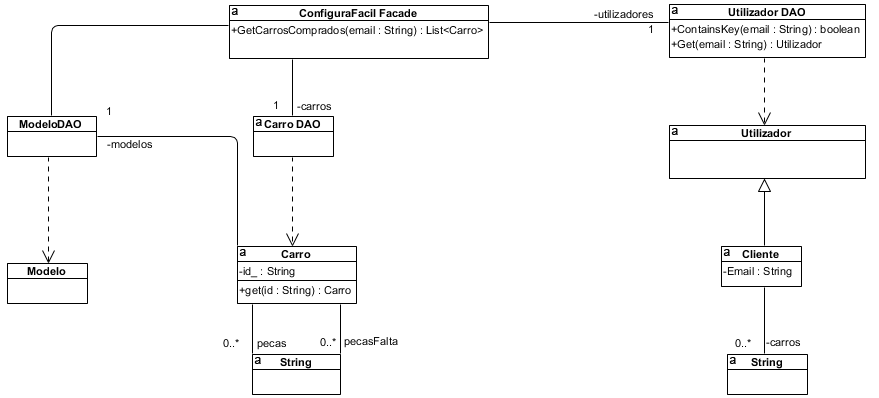 a
ConfiguraFacil Facade
+GetCarrosComprados(email : String) : List<Carro>
-utilizadores
1
a
Utilizador DAO
+ContainsKey(email : String) : boolean
+Get(email : String) : Utilizador
1
-modelos
ModeloDAO
1
-carros
a
Carro DAO
a
Utilizador
Modelo
a
Carro
-id_ : String
+get(id : String) : Carro
a
Cliente
-Email : String
0..*
pecas
0..*
pecasFalta
a
String
0..*
-carros
a
String